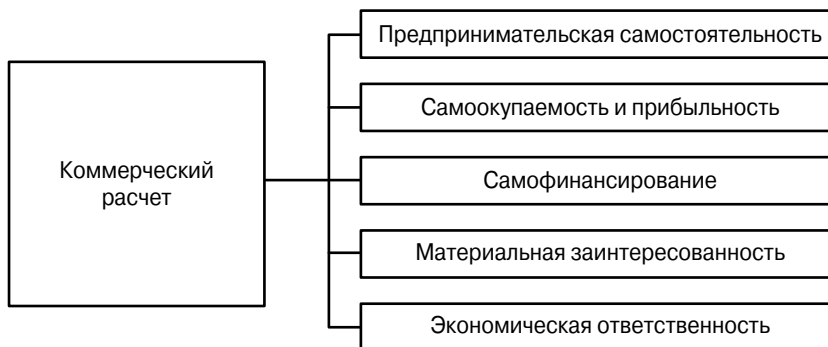 Предпринимательская самостоятельность
Самоокупаемость и прибыльность
Коммерческий
расчет
Самофинансирование
Материальная заинтересованность
Экономическая ответственность